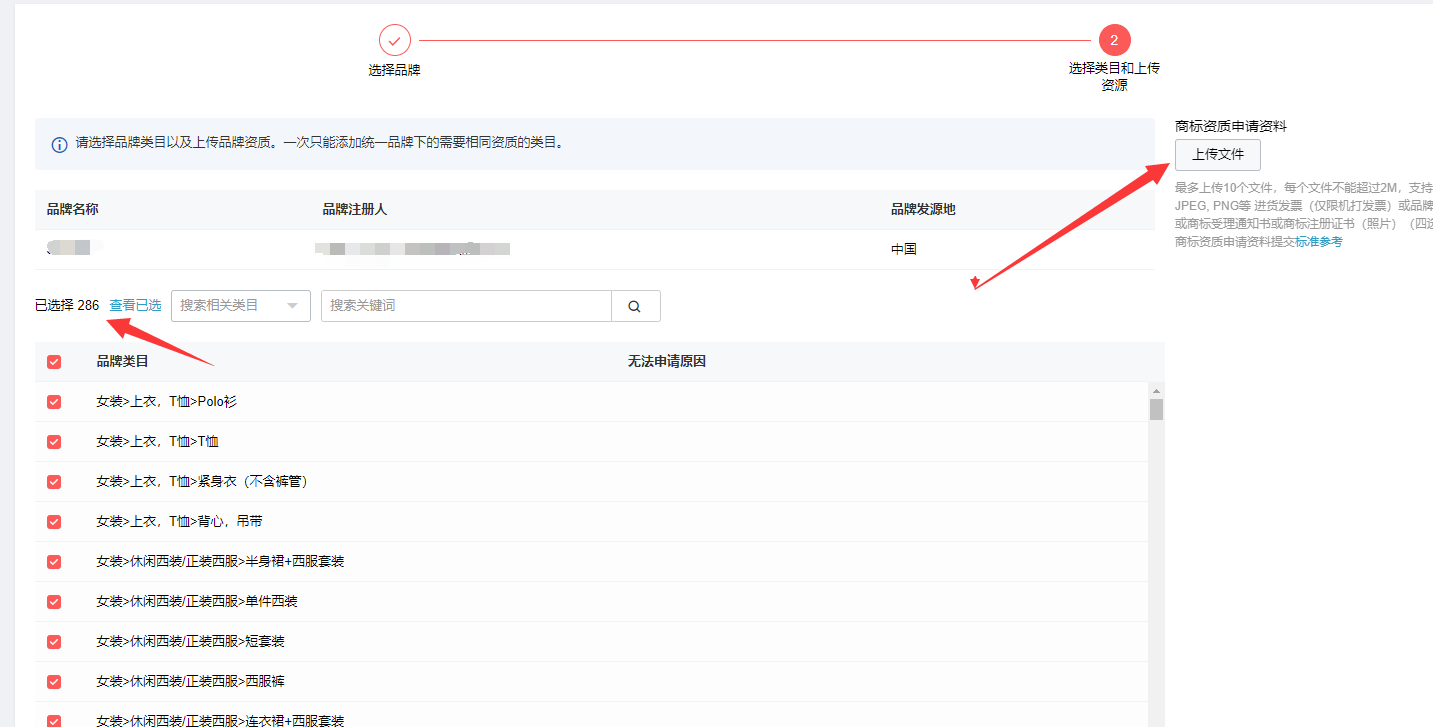 2
选择品牌
选择类目和上传
资源
请选择品牌类目以及上传品牌资质。一次只能添加统一品牌下的需要相同资质的类目。
商标资质申请资料
上传文件
最多上传10个文件，每个文件不能超过2M，支持
JPEG, PNG等 进货发票（仅限机打发票）或品牌
或商标受理通知书或商标注册证书（照片）（四选
商标资质申请资料提交标准参考
品牌名称 品牌注册人 品牌发源地
中国
已选择 286 查看已选 搜索相关类目 搜索关键词
品牌类目 无法申请原因
女装>上衣，T恤>Polo衫
女装>上衣，T恤>T恤
女装>上衣，T恤>紧身衣（不含裤管）
女装>上衣，T恤>背心，吊带
女装>休闲西装/正装西服>半身裙+西服套装
女装>休闲西装/正装西服>单件西装
女装>休闲西装/正装西服>短套装
女装>休闲西装/正装西服>西服裤
女装>休闲西装/正装西服>连衣裙+西服套装